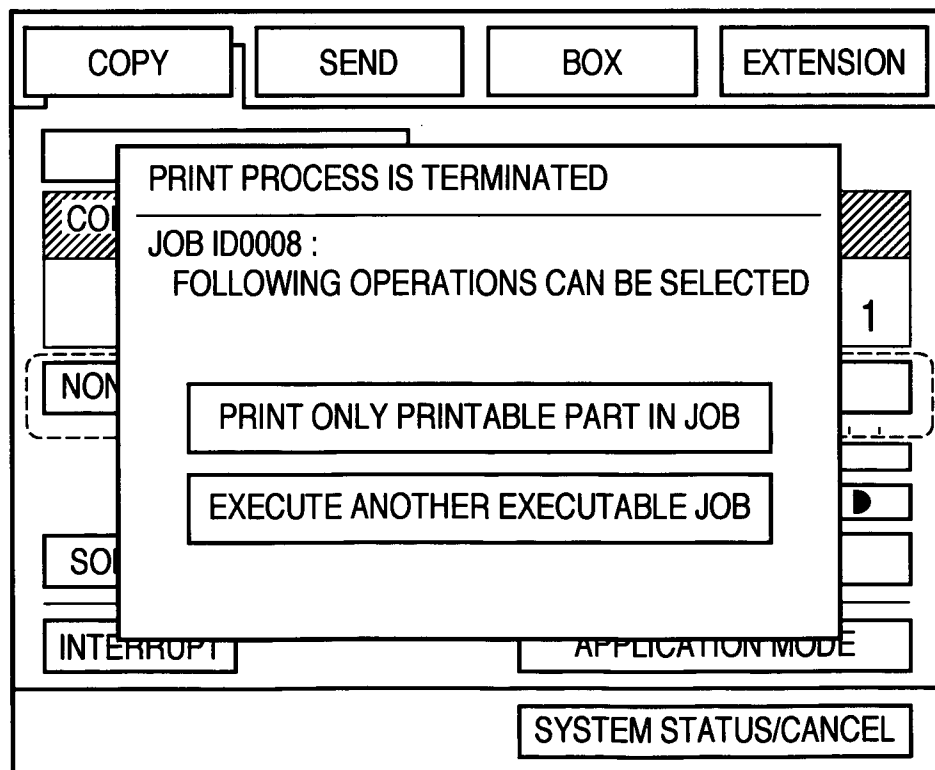 COPY SEND BOX EXTENSION
PRINT PROCESS IS TERMINATED
JOB ID0008 :
FOLLOWING OPERATIONS CAN BE SELECTED
1
PRINT ONLY PRINTABLE PART IN JOB
EXECUTE ANOTHER EXECUTABLE JOB
INTERRUPT APPLICATION MODE
SYSTEM STATUS/CANCEL